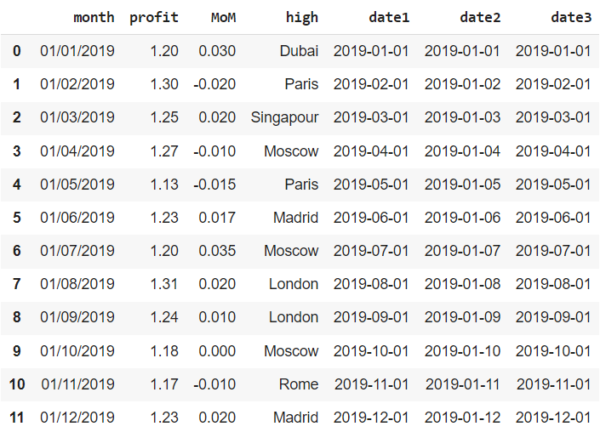 month profit MoM high date1 date2 date3
0 01/01/2019 1.20 0.030 Dubai 2019-01-01 2019-01-01 2019-01-01
1 01/02/2019 1.30 -0.020 Paris 2019-02-01 2019-01-02 2019-02-01
2 01/03/2019 1.25 0.020 Singapour 2019-03-01 2019-01-03 2019-03-01
3 01/04/2019 1.27 -0.010 Moscow 2019-04-01 2019-01-04 2019-04-01
4 01/05/2019 1.13 -0.015 Paris 2019-05-01 2019-01-05 2019-05-01
5 01/06/2019 1.23 0.017 Madrid 2019-06-01 2019-01-06 2019-06-01
6 01/07/2019 1.20 0.035 Moscow 2019-07-01 2019-01-07 2019-07-01
7 01/08/2019 1.31 0.020 London 2019-08-01 2019-01-08 2019-08-01
8 01/09/2019 1.24 0.010 London 2019-09-01 2019-01-09 2019-09-01
9 01/10/2019 1.18 0.000 Moscow 2019-10-01 2019-01-10 2019-10-01
10 01/11/2019 1.17 -0.010 Rome 2019-11-01 2019-01-11 2019-11-01
11 01/12/2019 1.23 0.020 Madrid 2019-12-01 2019-01-12 2019-12-01